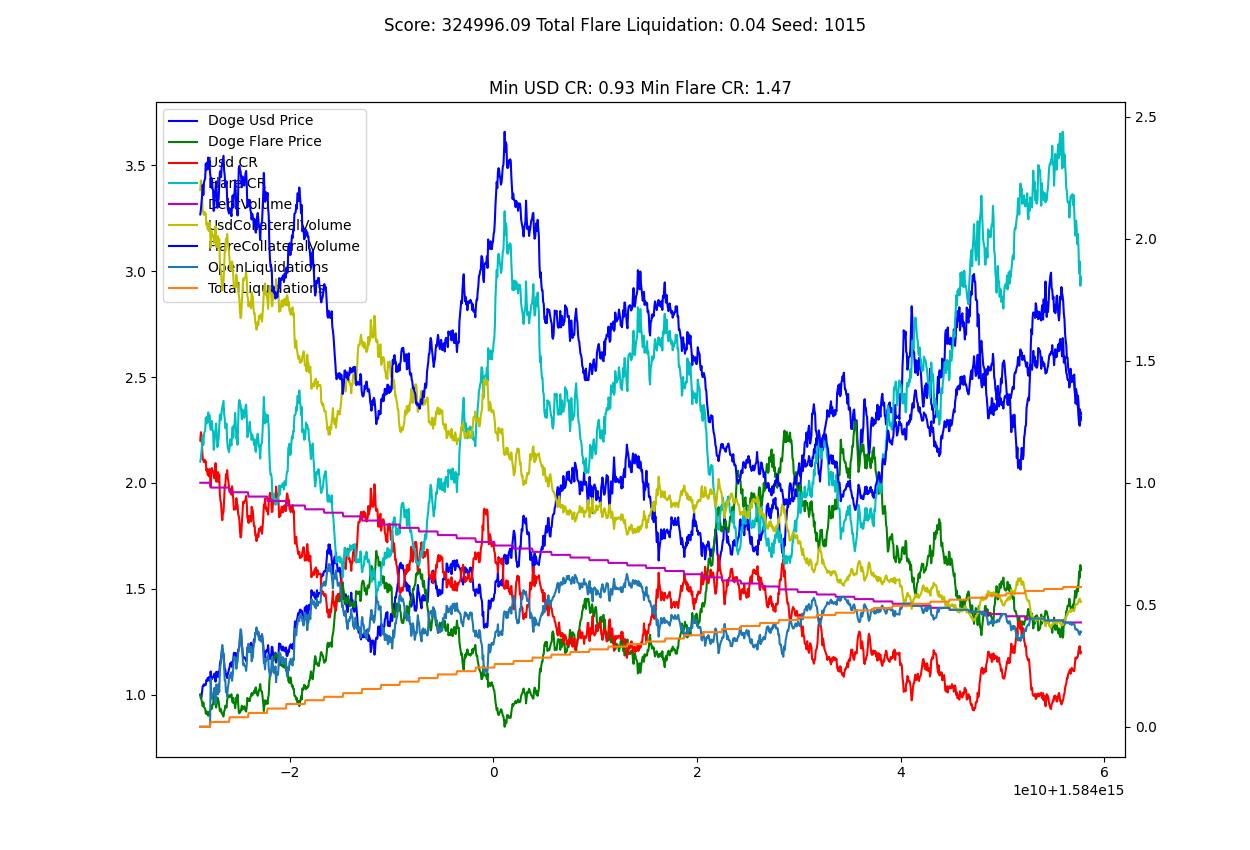 Score: 324996.09 Total Flare Liquidation: 0.04 Seed: 1015
Min USD CR: 0.93 Min Flare CR: 1.47
Doge Usd Price
Doge Flare Price
Usd CR
Flare CR
DebtVolume
UsdCollateralVolume
FlareCollateralVolume
OpenLiquidations
TotalLiquidations
3.5
3.0
2.5
2.0
1.5
1.0
2.5
2.0
1.5
1.0
0.5
0.0
−2
0
2
4
6
1e10+1.584e15